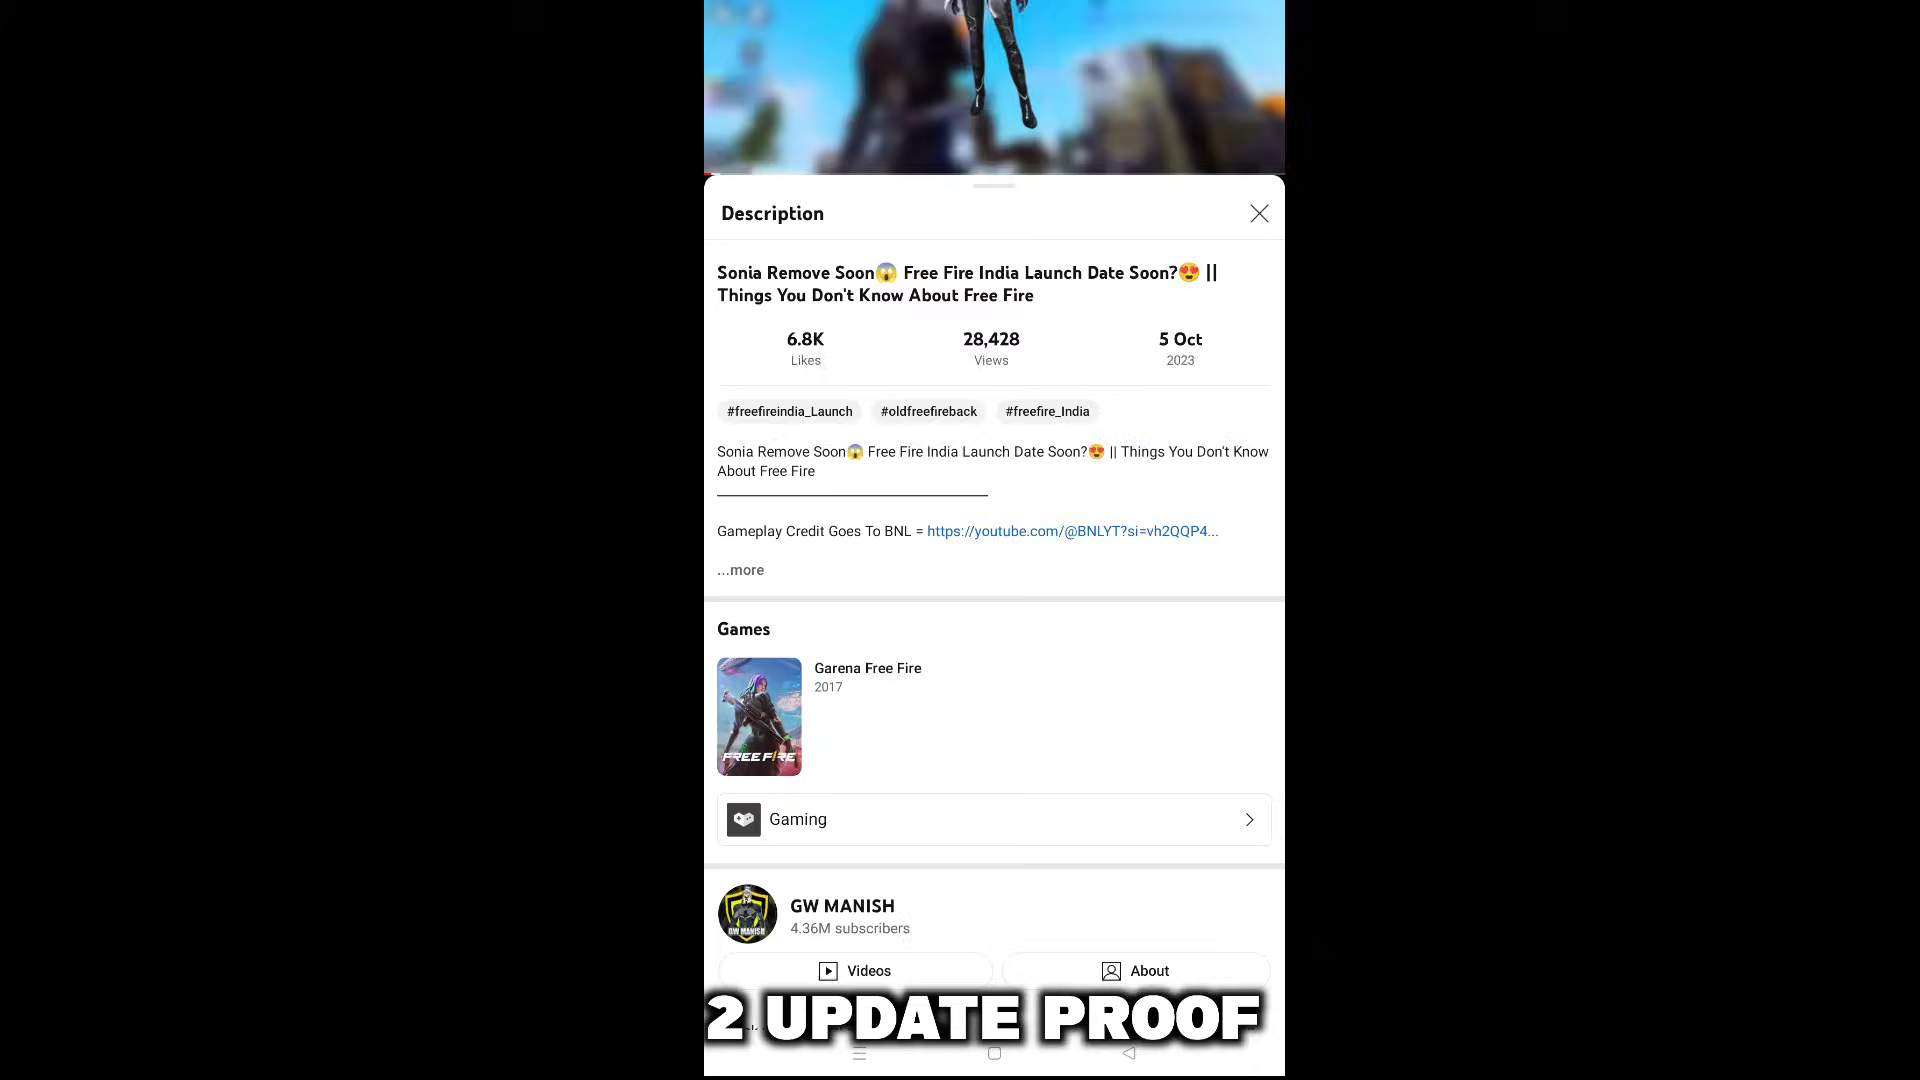 Description
Sonia Remove Soon😱 Free Fire India Launch Date Soon?😍 ||
Things You Don't Know About Free Fire
6.8K
Likes
28,428
Views
5 Oct
2023
#freefireindia_Launch
#oldfreefireback
#freefire_India
Sonia Remove Soon😱 Free Fire India Launch Date Soon?😍 || Things You Don't Know
About Free Fire
Gameplay Credit Goes To BNL = https://youtube.com/@BNLYT?si=vh2QQP4...
...more
Games
Garena Free Fire
2017
FREE FIRE
Gaming
GW MANISH
GW MANISH
4.36M subscribers
Videos
About
2 UPDATE PROOF